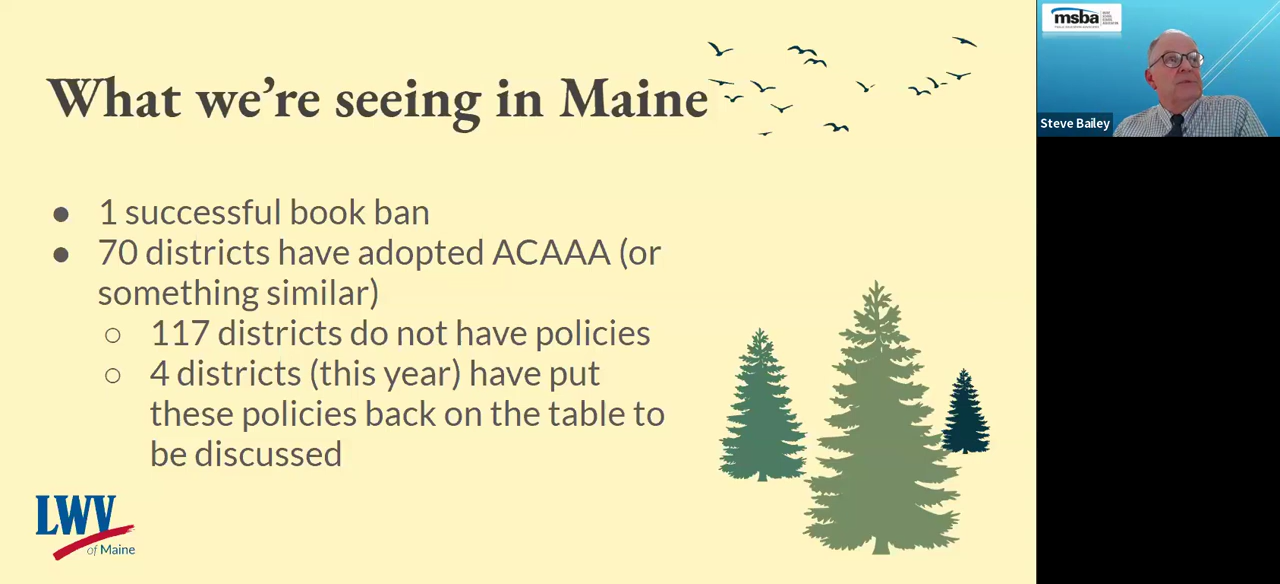 What we're seeing in Maine
● 1 successful book ban
● 70 districts have adopted ACAAA (or
something similar)
○ 117 districts do not have policies
○ 4 districts (this year) have put
these policies back on the table to
be discussed
LWV
of Maine
msba
Steve Bailey